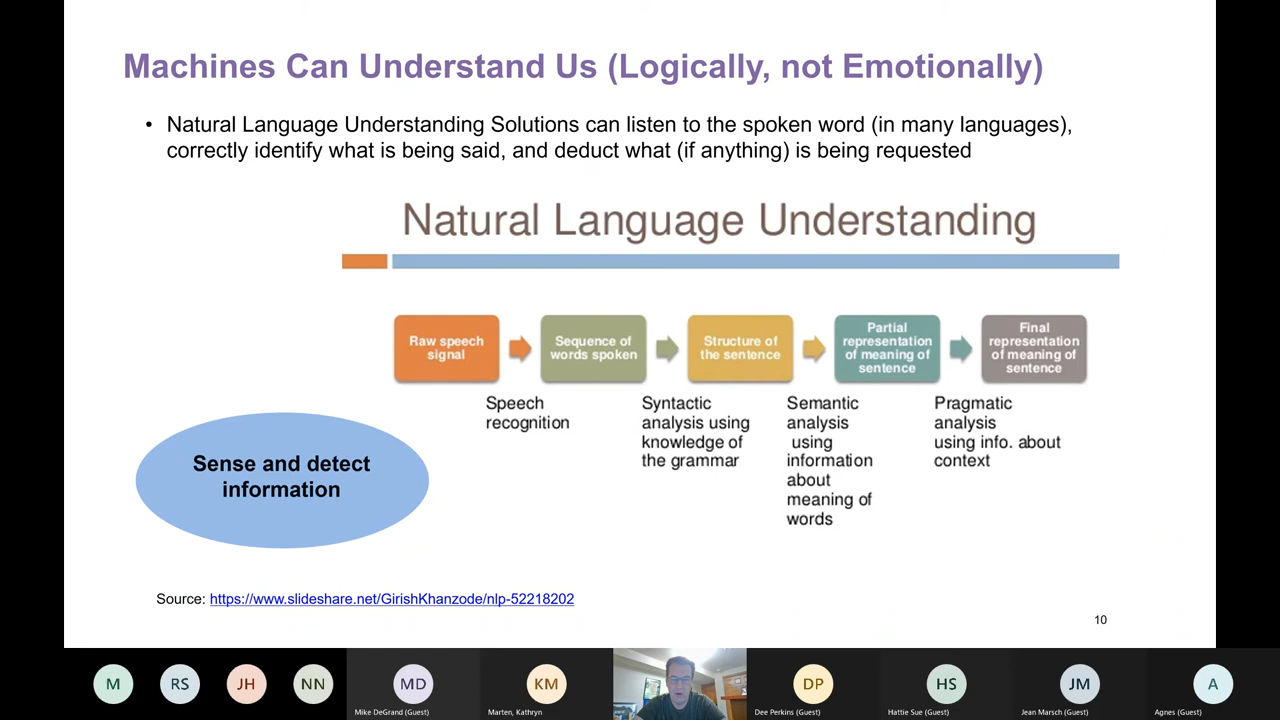 Machines Can Understand Us (Logically, not Emotionally)
• Natural Language Understanding Solutions can listen to the spoken word (in many languages),
correctly identify what is being said, and deduct what (if anything) is being requested
Natural Language Understanding
Raw speech
signal
Sequence of
words spoken
Structure of
the sentence
Partial
representation
of meaning of
sentence
Final
representation
of meaning of
sentence
Speech
recognition
Syntactic
analysis using
knowledge of
the grammar
Semantic
analysis
using
information
about
meaning of
words
Pragmatic
analysis
using info. about
context
Sense and detect
information
Source: https://www.slideshare.net/GirishKhanzode/nlp-52218202
10
M
RS
JH
NN
MD
Mike DeGrand (Guest)
KM
Marten, Kathryn
DP
Dee Perkins (Guest)
HS
Hattie Sue (Guest)
JM
Jean Marsch (Guest)
A
Agnes (Guest)